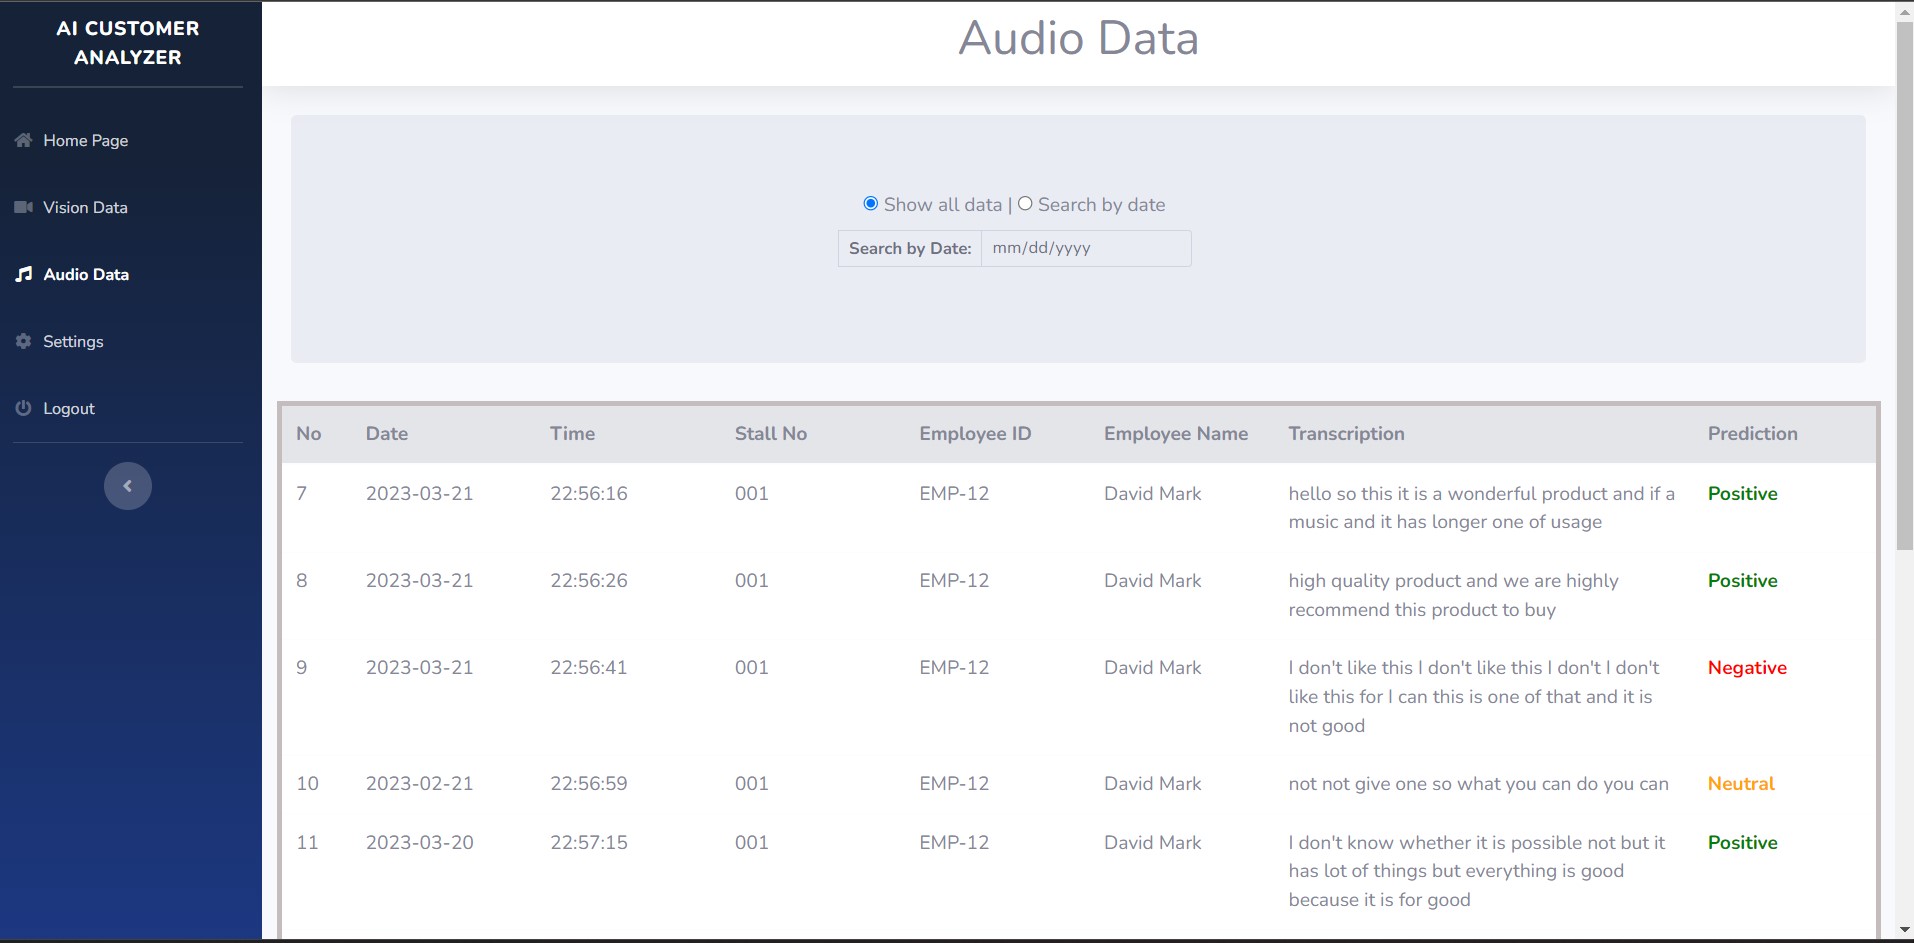 AI CUSTOMER
ANALYZER
Home Page
Vision Data
Audio Data
Settings
Logout
Audio Data
Show all data | Search by date
Search by Date: mm/dd/yyyy
No Date Time Stall No Employee ID Employee Name Transcription Prediction
7 2023-03-21 22:56:16 001 EMP-12 David Mark hello so this it is a wonderful product and if a Positive
music and it has longer one of usage
8 2023-03-21 22:56:26 001 EMP-12 David Mark high quality product and we are highly Positive
recommend this product to buy
9 2023-03-21 22:56:41 001 EMP-12 David Mark I don't like this I don't like this I don't I don't Negative
like this for I can this is one of that and it is
not good
10 2023-02-21 22:56:59 001 EMP-12 David Mark not not give one so what you can do you can Neutral
11 2023-03-20 22:57:15 001 EMP-12 David Mark I don't know whether it is possible not but it Positive
has lot of things but everything is good
because it is for good